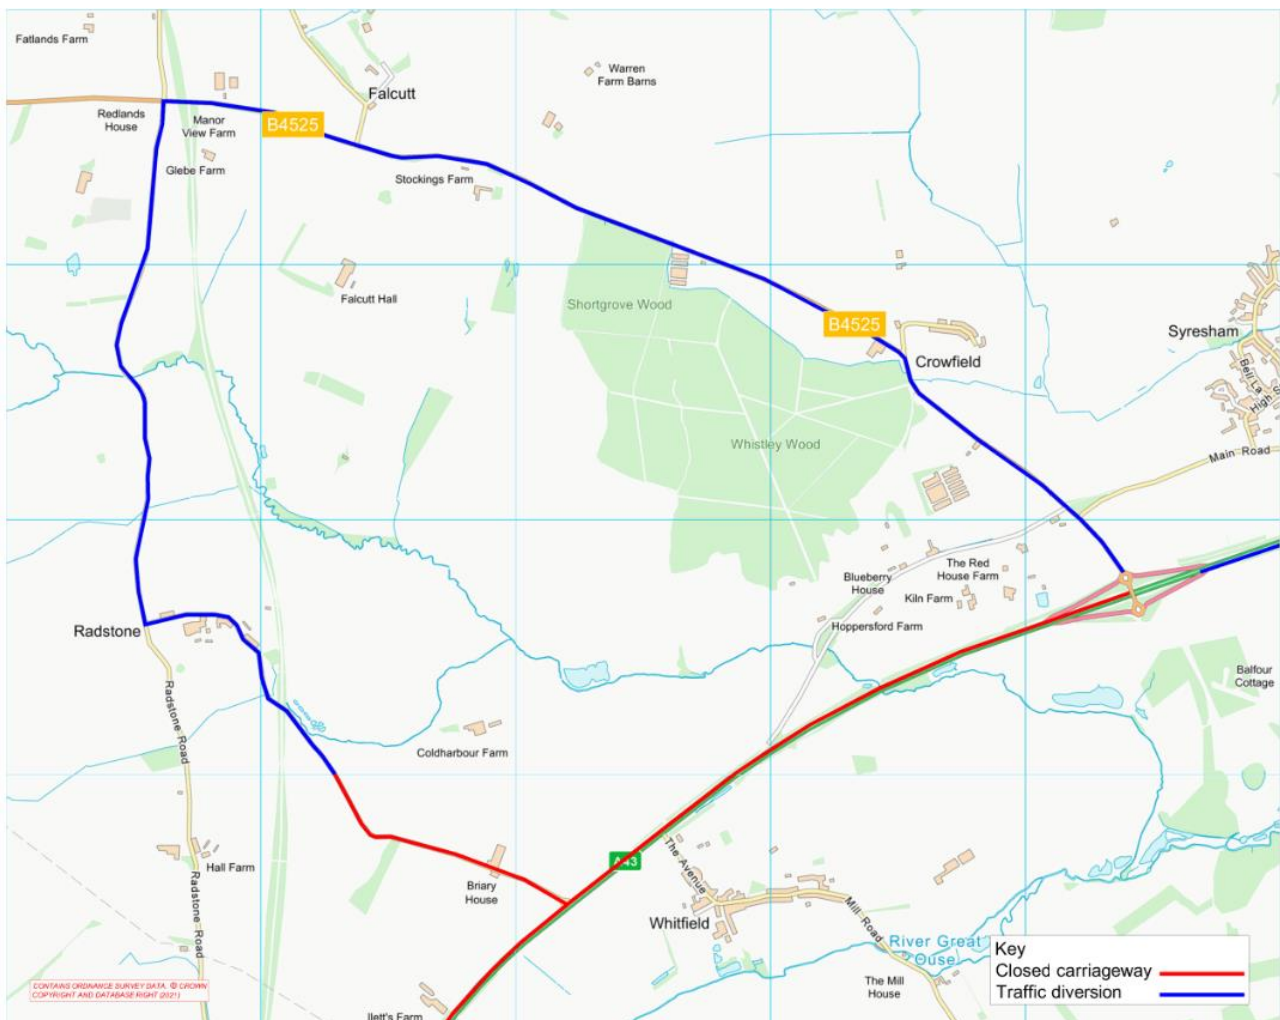 Fatlands Farm
Falcutt
Warren
Farm Barns
Redlands
House
Manor
View Farm
B4525
Glebe Farm
Stockings Farm
Falcutt Hall
Shortgrove Wood
B4525
Syresham
Crowfield
Bell La
High S
Whistley Wood
Main Road
The Red
House Farm
Blueberry
House
Kiln Farm
Radstone
Hoppersford Farm
Balfour
Cottage
Radstone Road
Coldharbour Farm
A43
The Avenue
Hall Farm
Radstone Road
Briary
House
Whitfield
Mill Road
River Great
Ouse
Key
Closed carriageway
Traffic diversion
The Mill
House
CONTAINS ORDNANCE SURVEY DATA. © CROWN
COPYRIGHT AND DATABASE RIGHT (2021)
Ilett's Farm